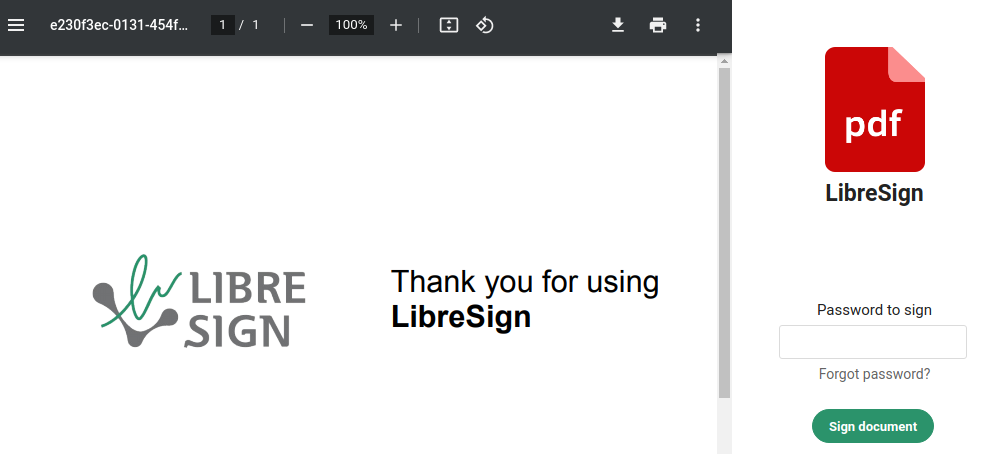 e230f3ec-0131-454f... 1 / 1 100%
pdf
LibreSign
LIBRE
SIGN
Thank you for using
LibreSign
Password to sign
Forgot password?
Sign document